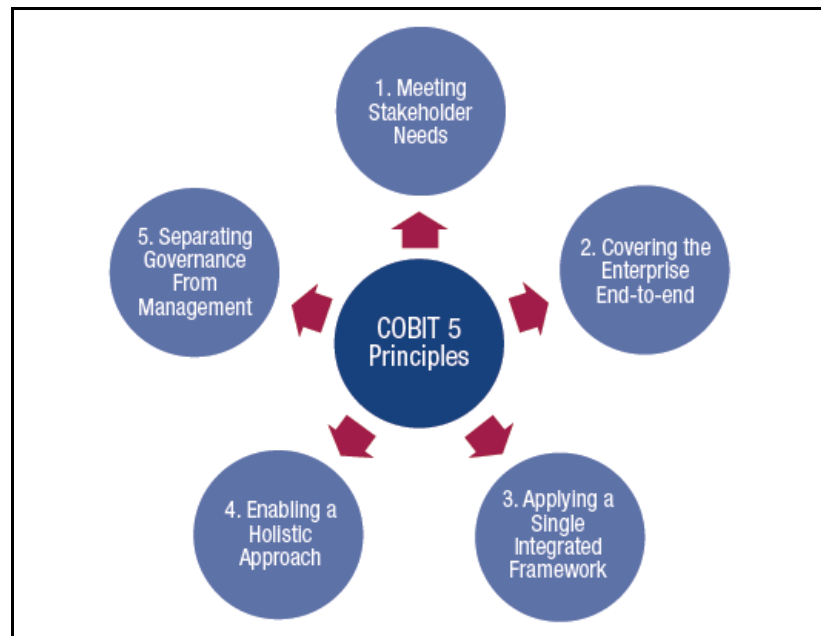 1. Meeting
Stakeholder
Needs
2. Covering the
Enterprise
End-to-end
3. Applying a
Single
Integrated
Framework
4. Enabling a
Holistic
Approach
5. Separating
Governance
From
Management
COBIT 5
Principles